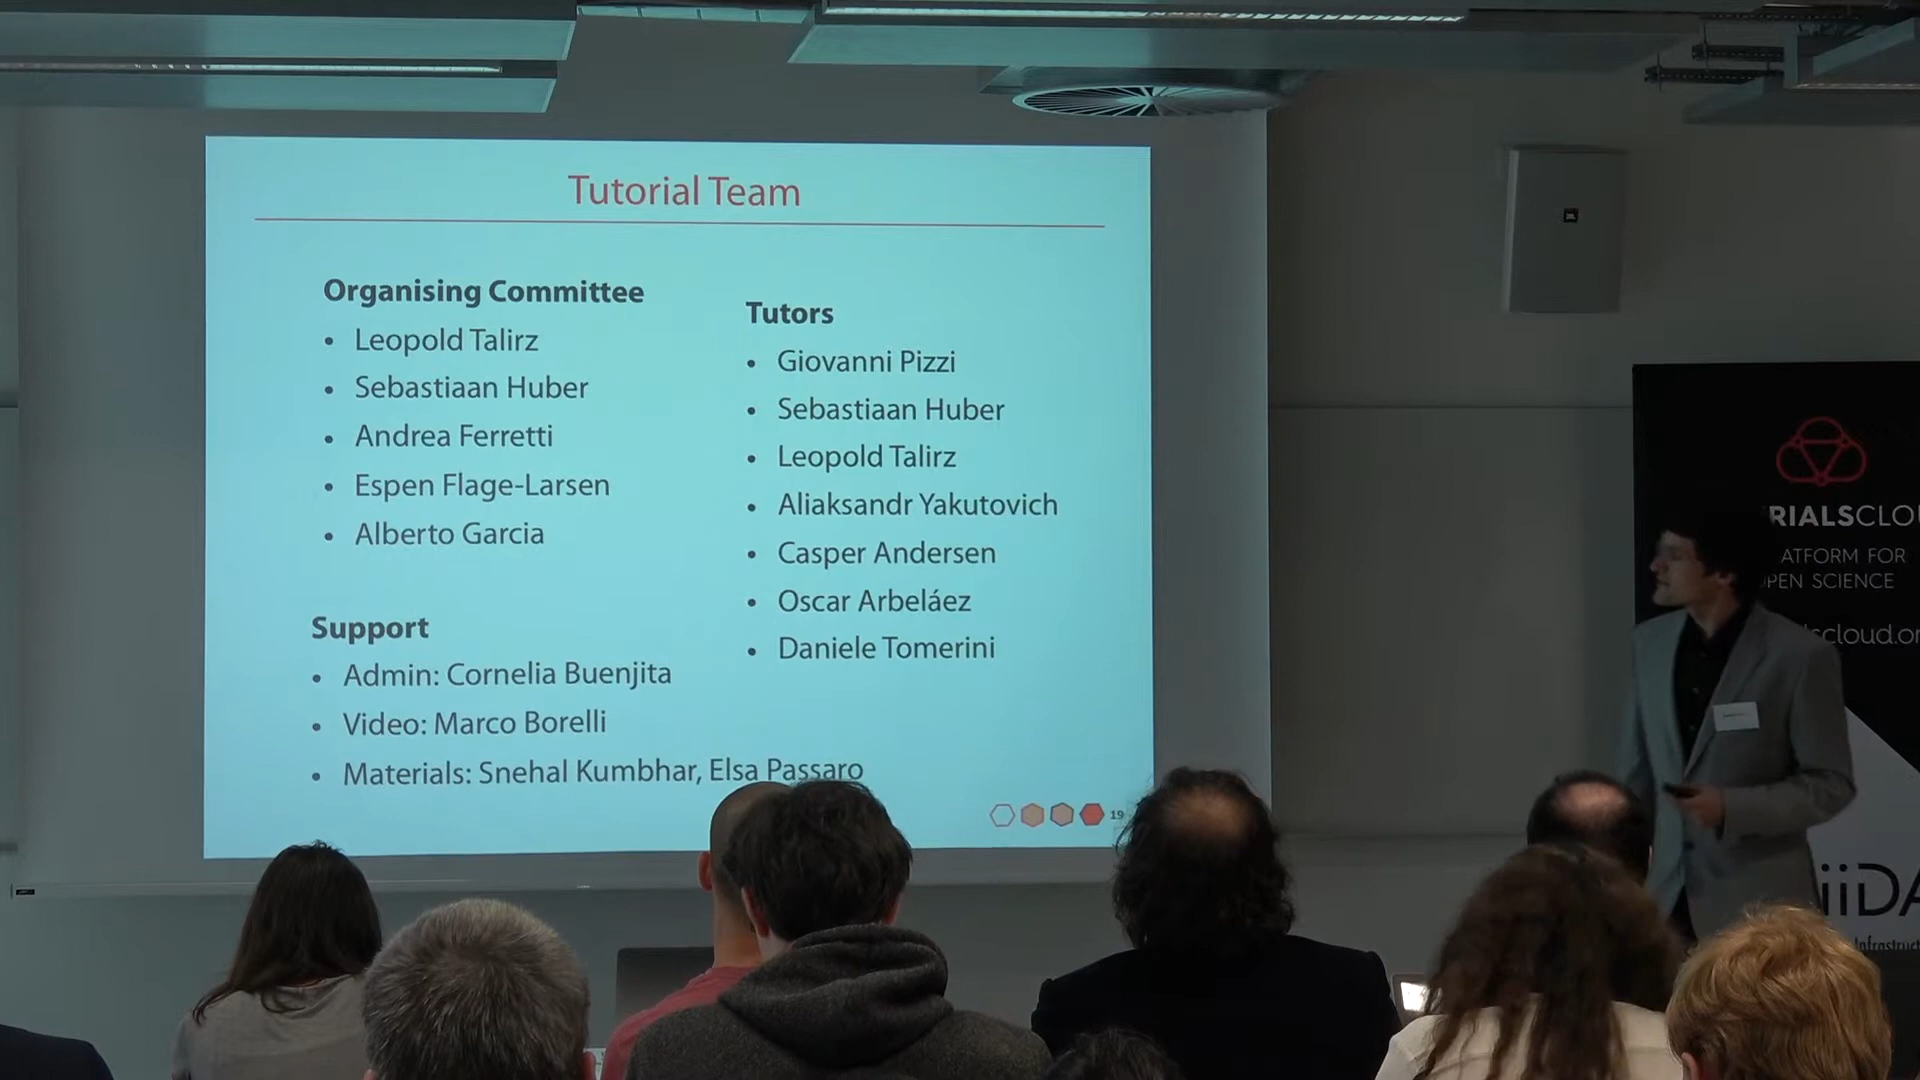 Tutorial Team
Organising Committee
• Leopold Talirz
• Sebastiaan Huber
• Andrea Ferretti
• Espen Flage-Larsen
• Alberto Garcia
Support
• Admin: Cornelia Buenjita
• Video: Marco Borelli
• Materials: Snehal Kumbhar, Elsa Passaro
Tutors
• Giovanni Pizzi
• Sebastiaan Huber
• Leopold Talirz
• Aliaksandr Yakutovich
• Casper Andersen
• Oscar Arbeláez
• Daniele Tomerini
19
RIALSCLO
ATFORM FOR
PEN SCIENCE
scloud.or
iiDA
Infrastruct